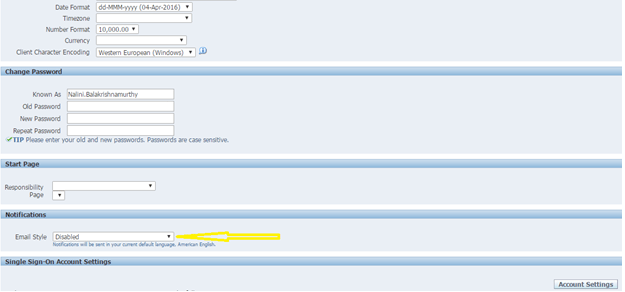 Date Format dd-MMM-yyyy (04-Apr-2016)
Timezone
Number Format 10,000.00
Currency
Client Character Encoding Western European (Windows)
Change Password
Known As Nalini.Balakrishnamurthy
Old Password
New Password
Repeat Password
TIP Please enter your old and new passwords. Passwords are case sensitive.
Start Page
Responsibility
Page
Notifications
Email Style Disabled
Notifications will be sent in your current default language, American English.
Single Sign-On Account Settings
Account Settings